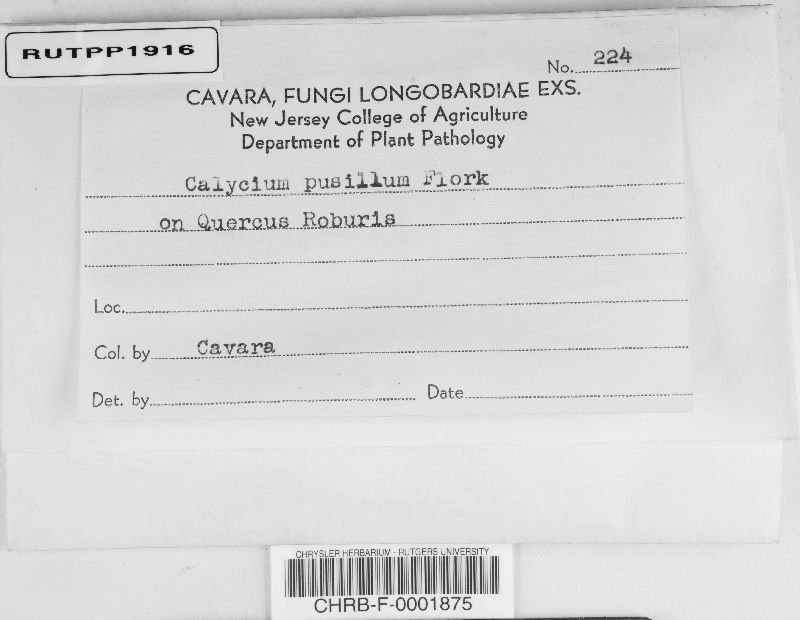 RUTPP1916
No. 224
CAVARA, FUNGI LONGOBARDIAE EXS.
New Jersey College of Agriculture
Department of Plant Pathology
Calycium pusillum Flork
on Quercus Roburis
Loc.
Col. by Cavara
Det. by Date
CHRYSLER HERBARIUM - RUTGERS UNIVERSITY
CHRB-F-0001875